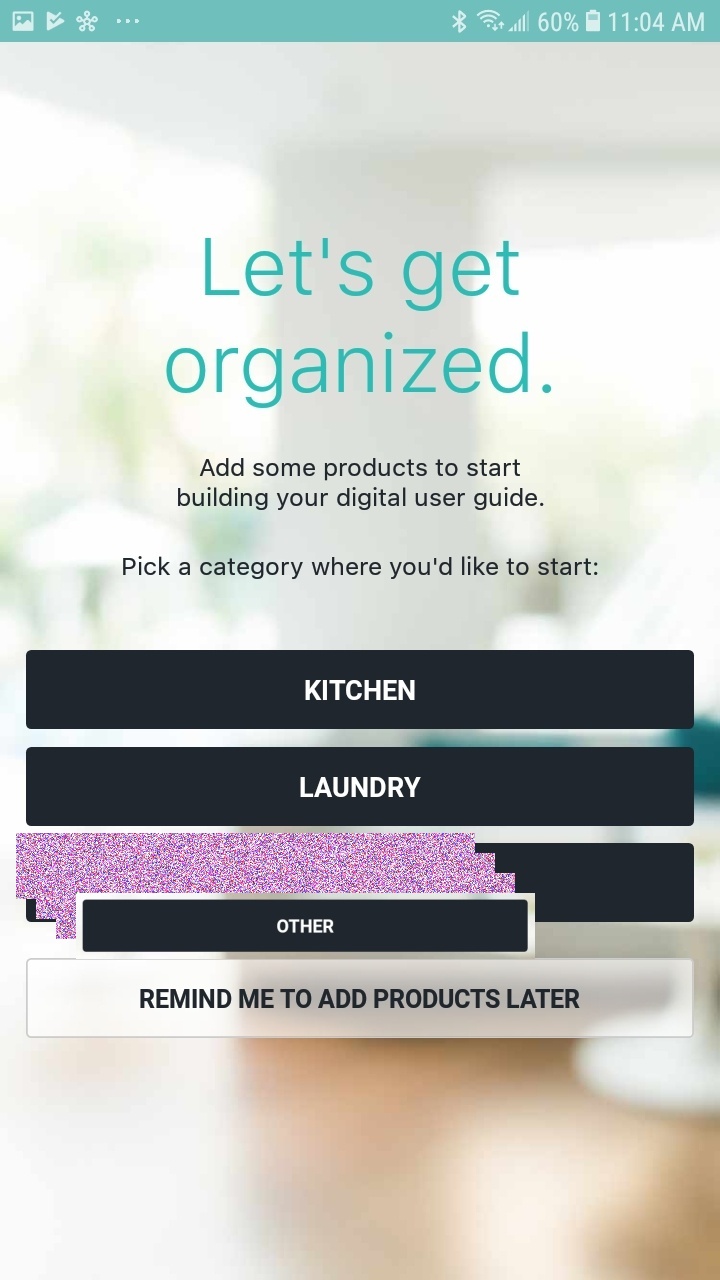 60% 11:04 AM
Let's get
organized.
Add some products to start
building your digital user guide.
Pick a category where you'd like to start:
KITCHEN
LAUNDRY
OTHER
REMIND ME TO ADD PRODUCTS LATER